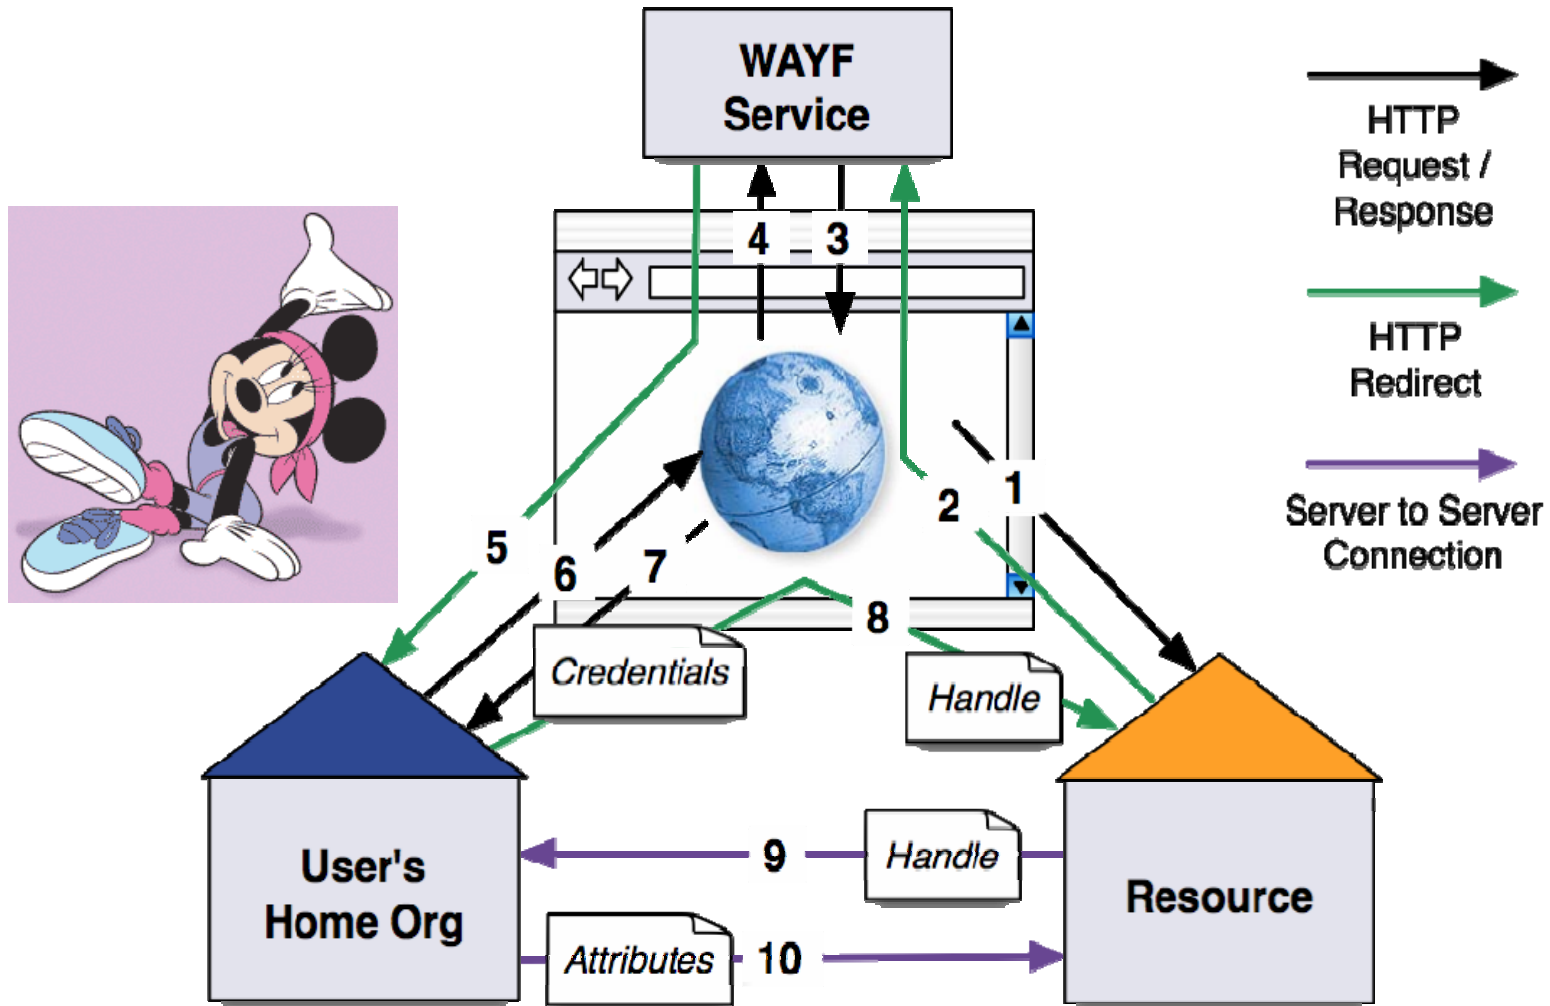 WAYF
Service
HTTP
Request /
Response
4
3
HTTP
Redirect
1
2
Server to Server
Connection
5
6
7
8
Credentials
Handle
9
Handle
User's
Home Org
Resource
Attributes
10